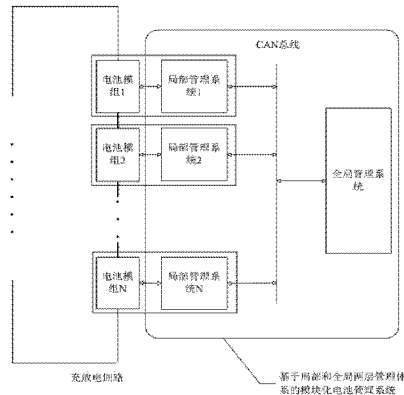 CAN总线
电池模
组1
局部管理系
统1
电池模
组2
局部管理系
统2
全局管理系
统
电池模
组N
局部管理系
统N
充放电回路
基于局部和全局两层管理体
系的模块化电池管理系统